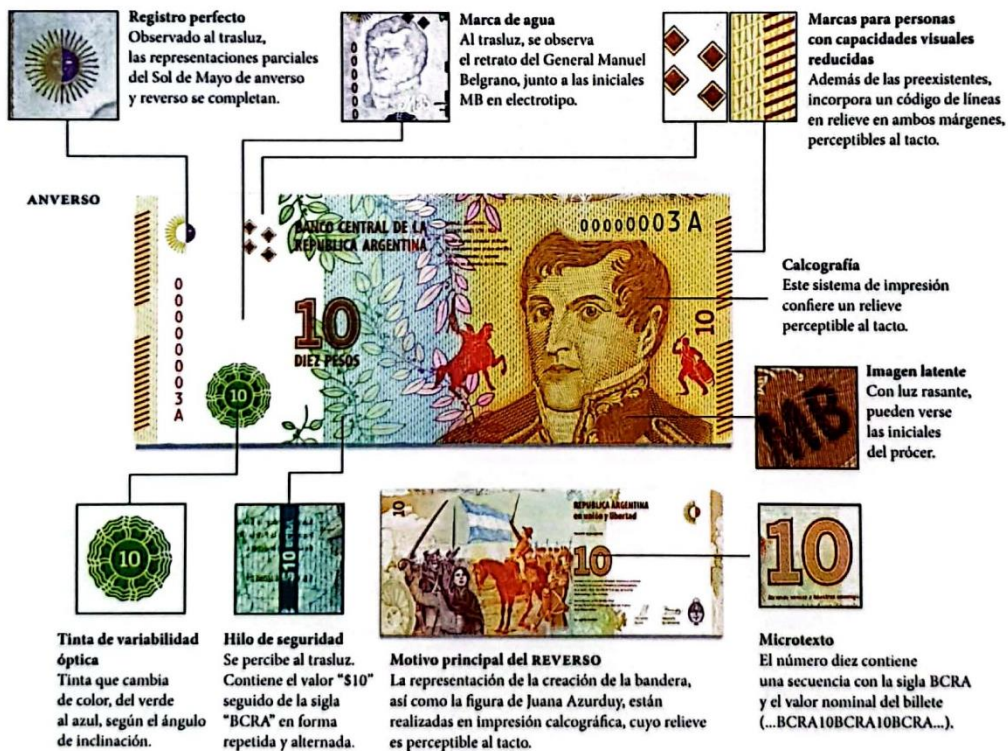 Registro perfecto
Observado al trasluz,
las representaciones parciales
del Sol de Mayo de anverso
y reverso se completan.
Marca de agua
Al trasluz, se observa
el retrato del General Manuel
Belgrano, junto a las iniciales
MB en electrotipo.
Marcas para personas
con capacidades visuales
reducidas
Además de las preexistentes,
incorpora un código de líneas
en relieve en ambos márgenes,
perceptibles al tacto.
ANVERSO
BANCO CENTRAL DE LA
REPÚBLICA ARGENTINA
00000003 A
00000003A
10
DIEZ PESOS
10
10
Calcografía
Este sistema de impresión
confiere un relieve
perceptible al tacto.
MB
Imagen latente
Con luz rasante,
pueden verse
las iniciales
del prócer.
10
Tinta de variabilidad
óptica
Tinta que cambia
de color, del verde
al azul, según el ángulo
de inclinación.
$10 BCRA
Hilo de seguridad
Se percibe al trasluz.
Contiene el valor "$10"
seguido de la sigla
"BCRA" en forma
repetida y alternada.
10
REPÚBLICA ARGENTINA
en unión y libertad
10
Motivo principal del REVERSO
La representación de la creación de la bandera,
así como la figura de Juana Azurduy, están
realizadas en impresión calcográfica, cuyo relieve
es perceptible al tacto.
10
Microtexto
El número diez contiene
una secuencia con la sigla BCRA
y el valor nominal del billete
(...BCRA10BCRA10BCRA...).